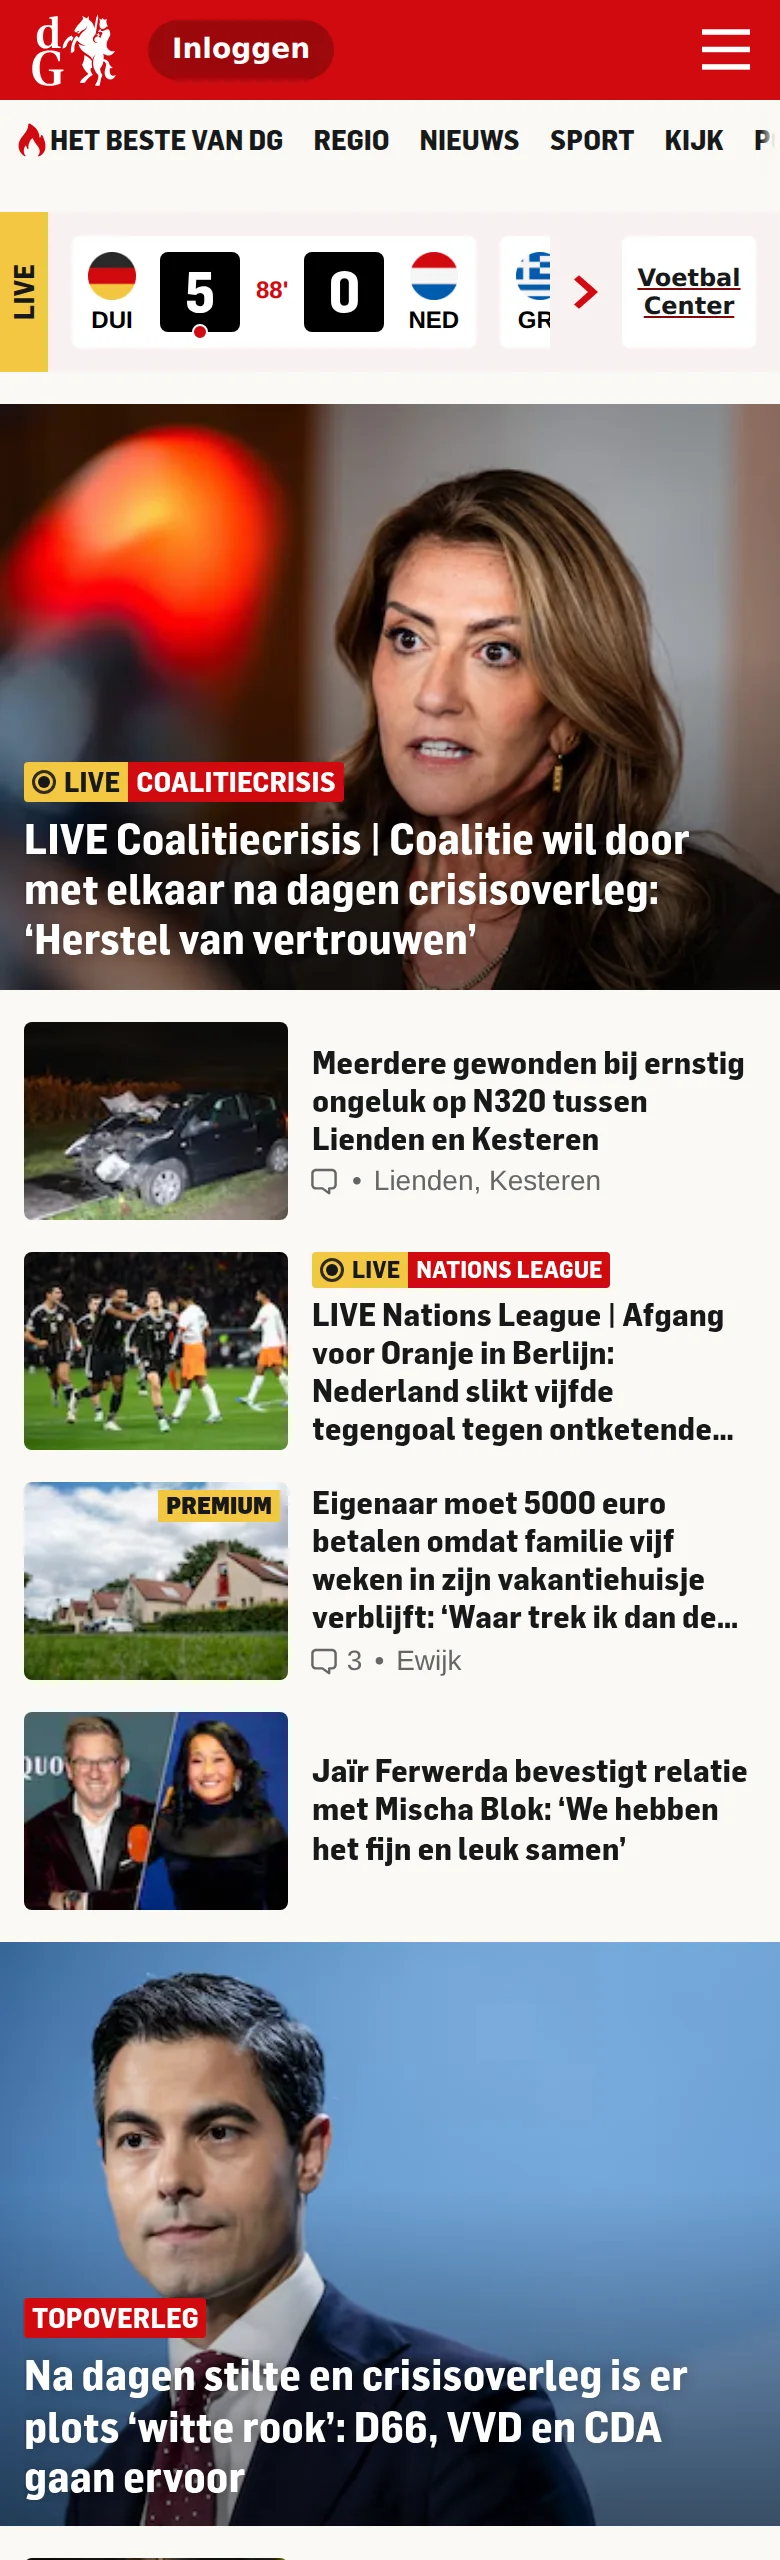 dG
Inloggen
HET BESTE VAN DG REGIO NIEUWS SPORT KIJK
LIVE
DUI 5 88' 0 NED
GR
Voetbal
Center
LIVE COALITIECRISIS
LIVE Coalitiecrisis | Coalitie wil door
met elkaar na dagen crisisoverleg:
‘Herstel van vertrouwen’
Meerdere gewonden bij ernstig
ongeluk op N320 tussen
Lienden en Kesteren
• Lienden, Kesteren
LIVE NATIONS LEAGUE
LIVE Nations League | Afgang
voor Oranje in Berlijn:
Nederland slikt vijfde
tegengoal tegen ontketende...
PREMIUM
Eigenaar moet 5000 euro
betalen omdat familie vijf
weken in zijn vakantiehuisje
verblijft: ‘Waar trek ik dan de...
3 • Ewijk
QUO
Jaïr Ferwerda bevestigt relatie
met Mischa Blok: ‘We hebben
het fijn en leuk samen’
TOPOVERLEG
Na dagen stilte en crisisoverleg is er
plots ‘witte rook’: D66, VVD en CDA
gaan ervoor